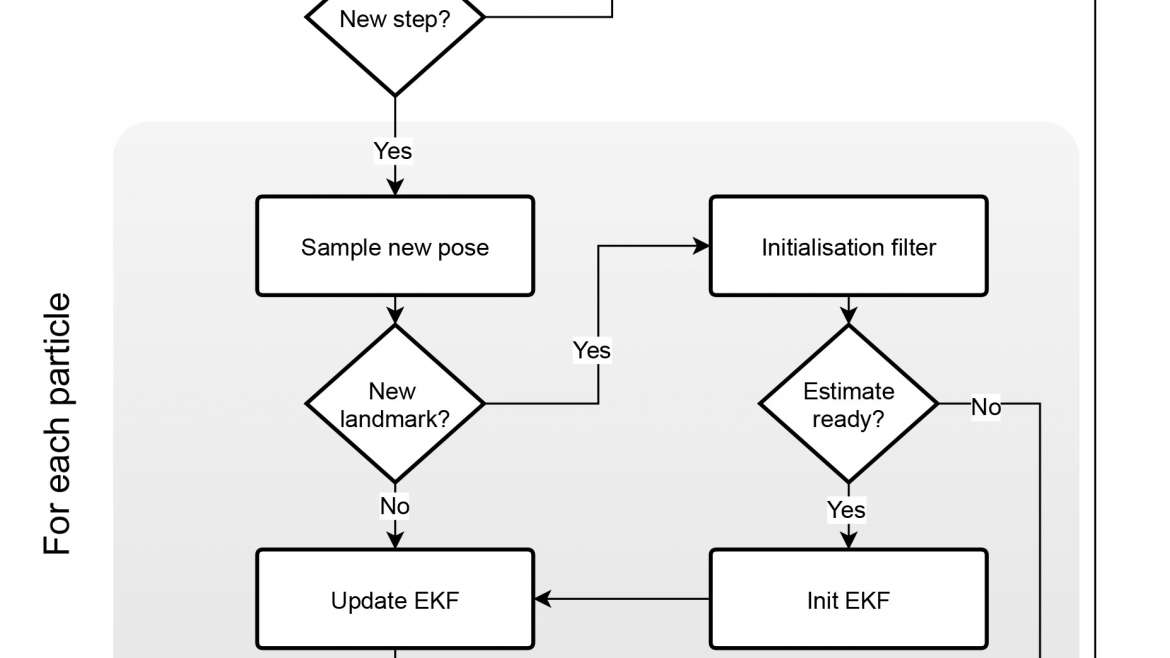 New step?
Yes
Sample new pose
Initialisation filter
Yes
New
landmark?
Estimate
ready?
No
No
Yes
Update EKF
Init EKF
For each particle